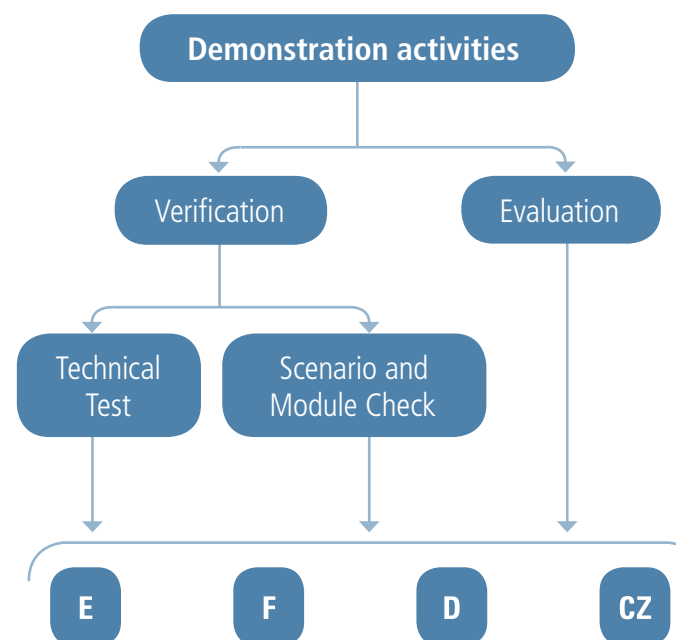 Demonstration activities
Verification
Evaluation
Technical
Test
Scenario and
Module Check
E
F
D
CZ